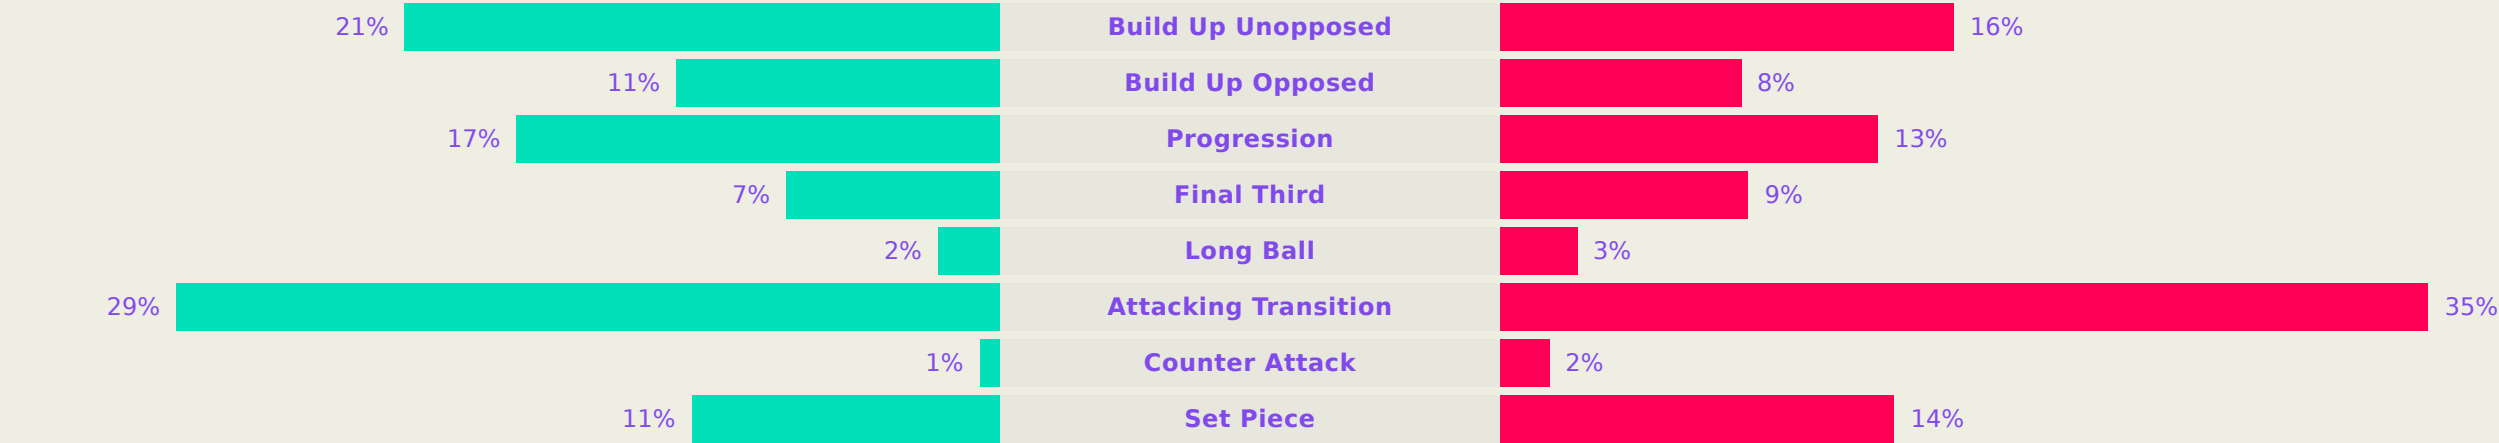 21% Build Up Unopposed 16%
11% Build Up Opposed 8%
17% Progression 13%
7% Final Third 9%
2% Long Ball 3%
29% Attacking Transition 35%
1% Counter Attack 2%
11% Set Piece 14%